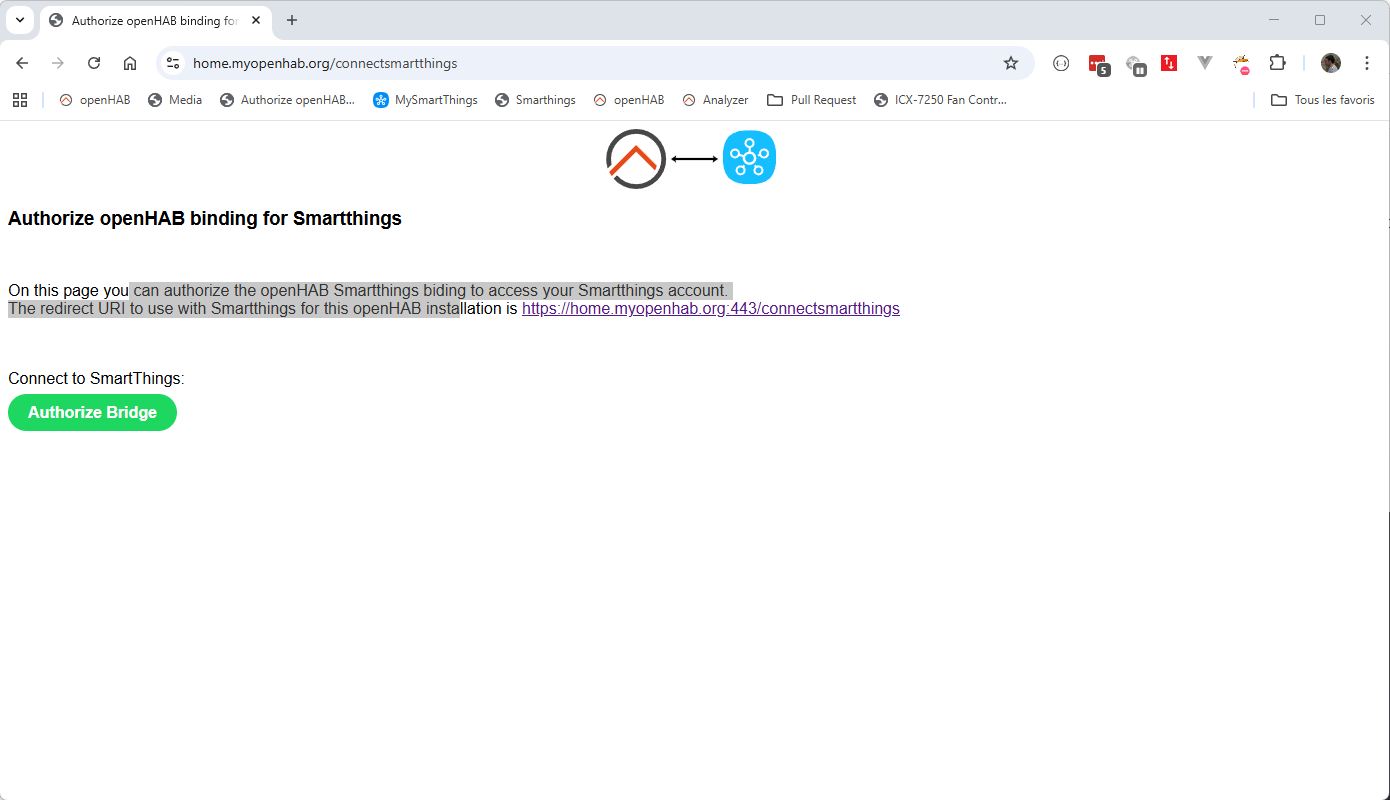 Authorize openHAB binding for
home.myopenhab.org/connectsmartthings
5
openHAB Media Authorize openHAB... MySmartThings Smarthings openHAB Analyzer Pull Request ICX-7250 Fan Contr... Tous les favoris
Authorize openHAB binding for Smartthings
On this page you can authorize the openHAB Smartthings biding to access your Smartthings account.
The redirect URI to use with Smartthings for this openHAB installation is https://home.myopenhab.org:443/connectsmartthings
Connect to SmartThings:
Authorize Bridge